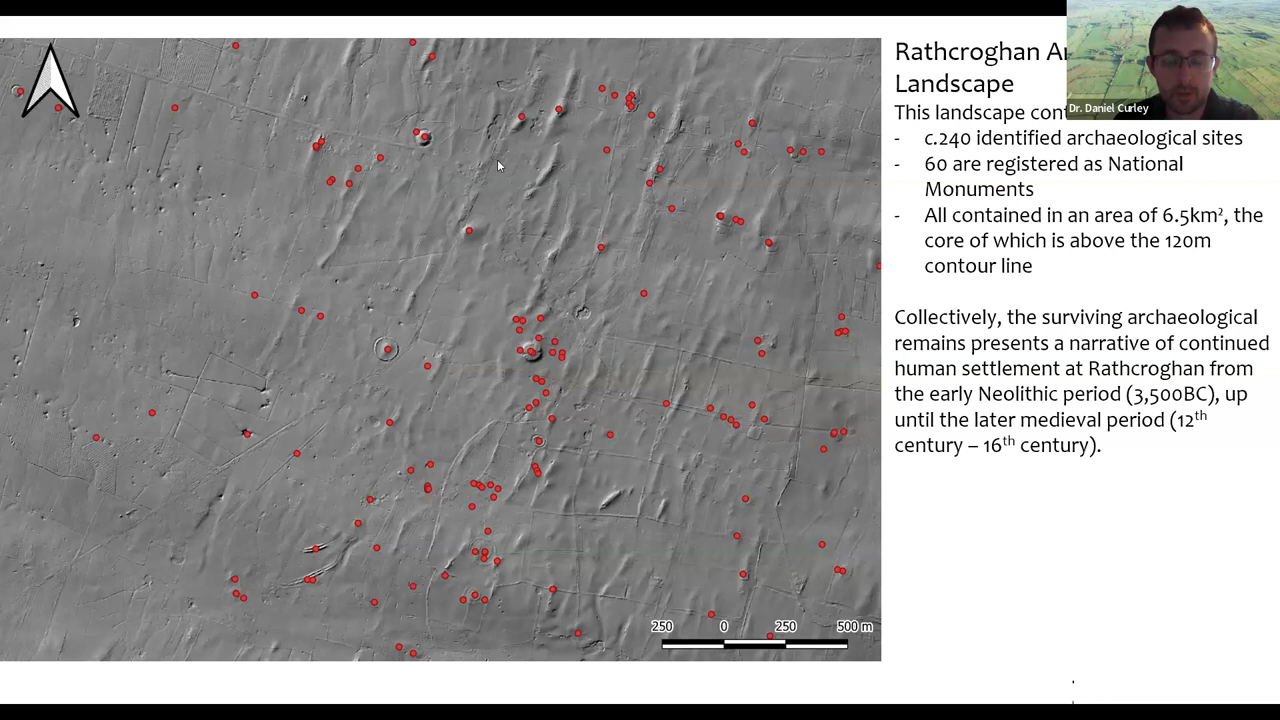 Rathcroghan
Landscape
Dr. Daniel Curley
This landscape
- c.240 identified archaeological sites
- 60 are registered as National
Monuments
- All contained in an area of 6.5km², the
core of which is above the 120m
contour line
Collectively, the surviving archaeological
remains presents a narrative of continued
human settlement at Rathcroghan from
the early Neolithic period (3,500BC), up
until the later medieval period (12th
century – 16th century).
250 0 250 500 m